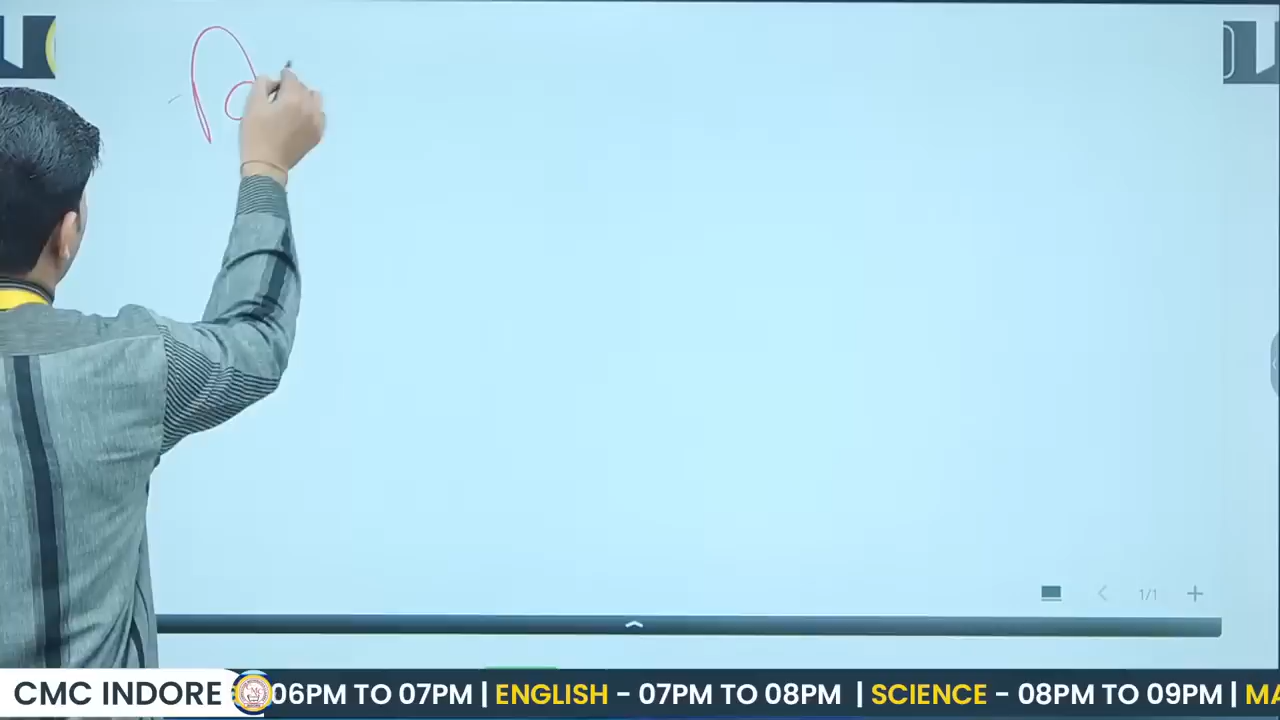 1/1
CMC INDORE
06PM TO 07PM | ENGLISH – 07PM TO 08PM | SCIENCE – 08PM TO 09PM |